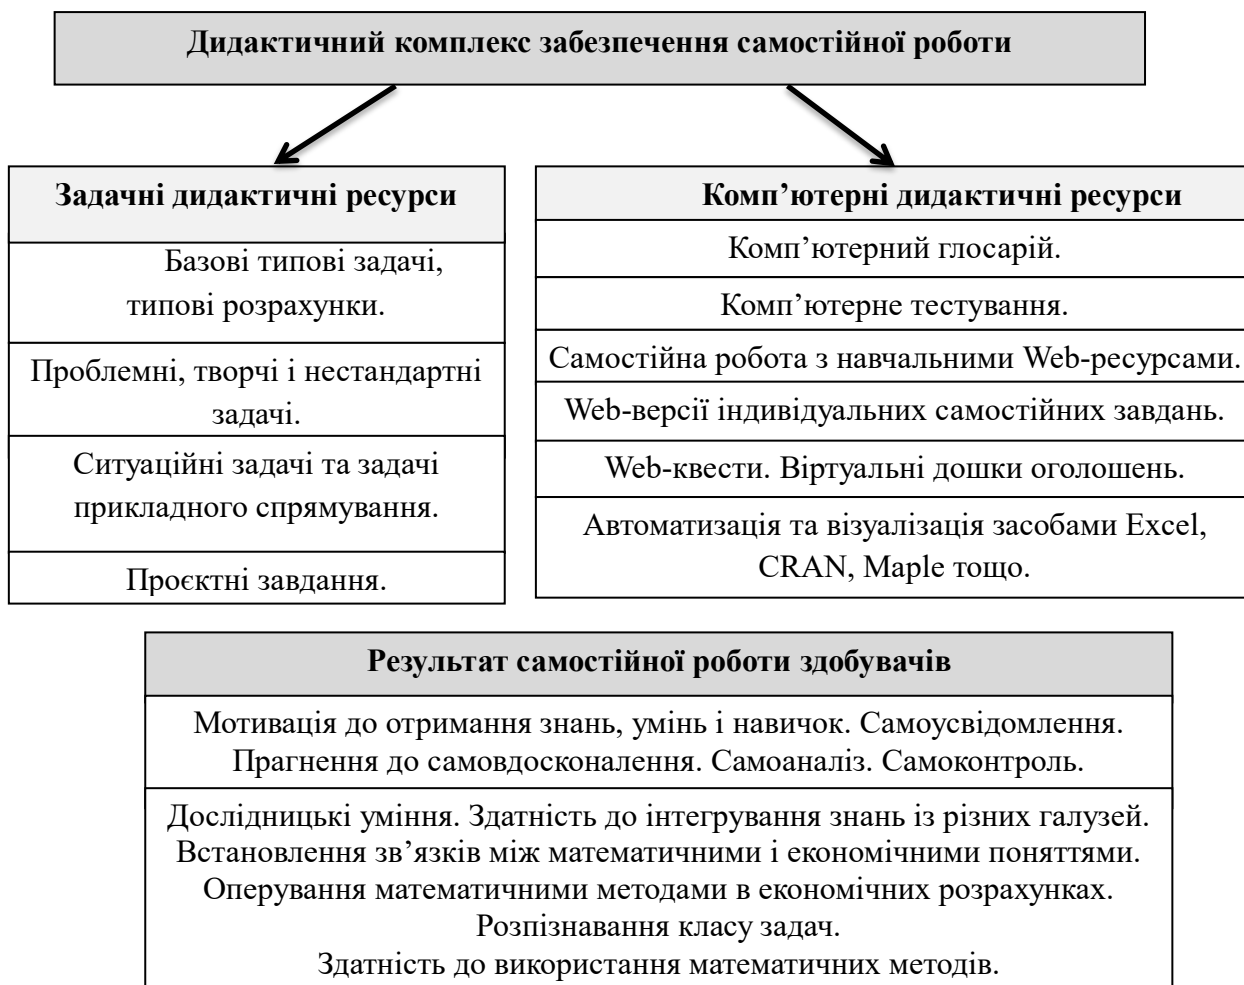 Дидактичний комплекс забезпечення самостійної роботи
Задачні дидактичні ресурси
Базові типові задачі,
типові розрахунки.
Проблемні, творчі і нестандартні
задачі.
Ситуаційні задачі та задачі
прикладного спрямування.
Проєктні завдання.
Комп’ютерні дидактичні ресурси
Комп’ютерний глосарій.
Комп’ютерне тестування.
Самостійна робота з навчальними Web-ресурсами.
Web-версії індивідуальних самостійних завдань.
Web-квести. Віртуальні дошки оголошень.
Автоматизація та візуалізація засобами Excel,
CRAN, Maple тощо.
Результат самостійної роботи здобувачів
Мотивація до отримання знань, умінь і навичок. Самоусвідомлення.
Прагнення до самовдосконалення. Самоаналіз. Самоконтроль.
Дослідницькі уміння. Здатність до інтегрування знань із різних галузей.
Встановлення зв’язків між математичними і економічними поняттями.
Оперування математичними методами в економічних розрахунках.
Розпізнавання класу задач.
Здатність до використання математичних методів.